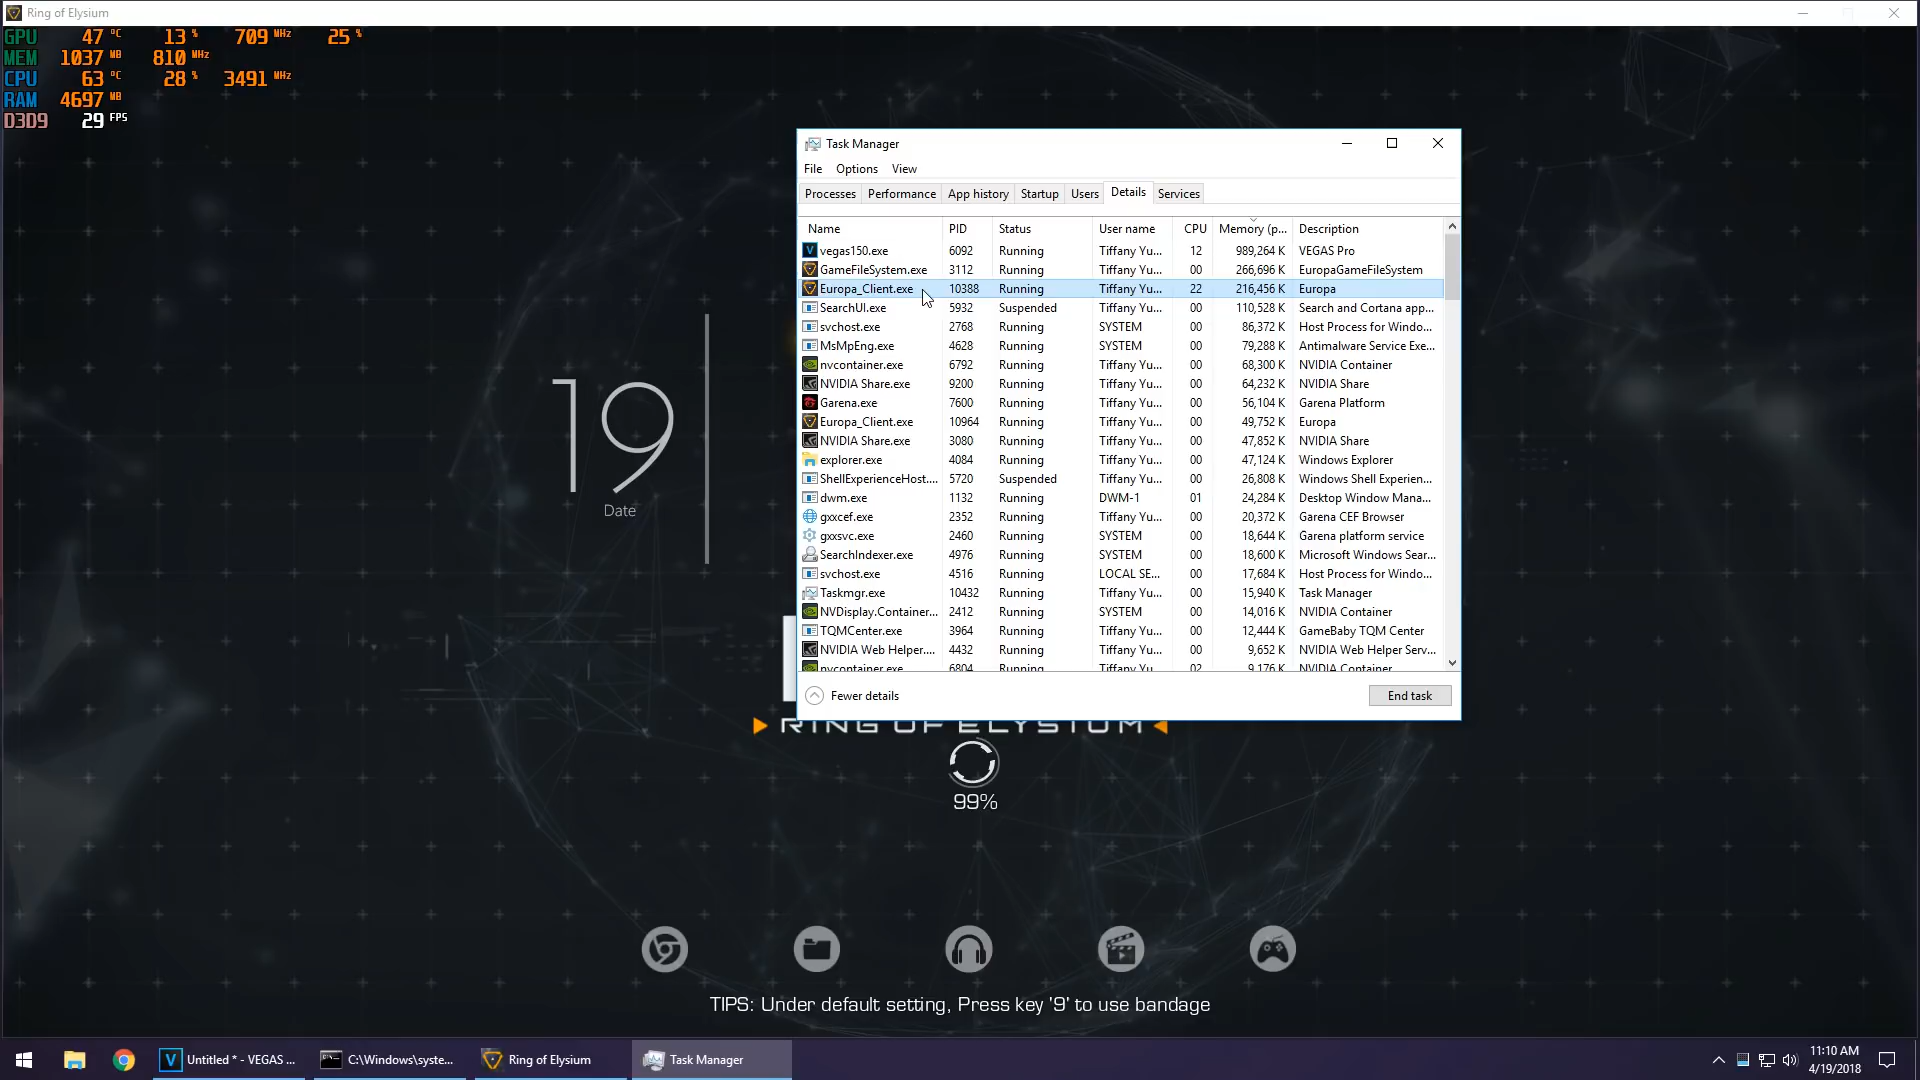 Ring of Elysium
GPU 47 °C 13 % 709 MHz 25 %
MEM 1037 MB 810 MHz
CPU 63 °C 28 % 3491 MHz
RAM 4697 MB
D3D9 29 FPS
Task Manager
File Options View
Processes Performance App history Startup Users Details Services
Name PID Status User name CPU Memory (p... Description
vegas150.exe 6092 Running Tiffany Yu... 12 989,264 K VEGAS Pro
GameFileSystem.exe 3112 Running Tiffany Yu... 00 266,696 K EuropaGameFileSystem
Europa_Client.exe 10388 Running Tiffany Yu... 22 216,456 K Europa
SearchUI.exe 5932 Suspended Tiffany Yu... 00 110,528 K Search and Cortana app...
svchost.exe 2768 Running SYSTEM 00 86,372 K Host Process for Windo...
MsMpEng.exe 4628 Running SYSTEM 00 79,288 K Antimalware Service Exe...
nvcontainer.exe 6792 Running Tiffany Yu... 00 68,300 K NVIDIA Container
NVIDIA Share.exe 9200 Running Tiffany Yu... 00 64,232 K NVIDIA Share
Garena.exe 7600 Running Tiffany Yu... 00 56,104 K Garena Platform
Europa_Client.exe 10964 Running Tiffany Yu... 00 49,752 K Europa
NVIDIA Share.exe 3080 Running Tiffany Yu... 00 47,852 K NVIDIA Share
explorer.exe 4084 Running Tiffany Yu... 00 47,124 K Windows Explorer
ShellExperienceHost.... 5720 Suspended Tiffany Yu... 00 26,808 K Windows Shell Experien...
dwm.exe 1132 Running DWM-1 01 24,284 K Desktop Window Mana...
gxxcef.exe 2352 Running Tiffany Yu... 00 20,372 K Garena CEF Browser
gxxsvc.exe 2460 Running SYSTEM 00 18,644 K Garena platform service
SearchIndexer.exe 4976 Running SYSTEM 00 18,600 K Microsoft Windows Sear...
svchost.exe 4516 Running LOCAL SE... 00 17,684 K Host Process for Windo...
Taskmgr.exe 10432 Running Tiffany Yu... 00 15,940 K Task Manager
NVDisplay.Container... 2412 Running SYSTEM 00 14,016 K NVIDIA Container
TQMCenter.exe 3964 Running Tiffany Yu... 00 12,444 K GameBaby TQM Center
NVIDIA Web Helper.... 4432 Running Tiffany Yu... 00 9,652 K NVIDIA Web Helper Serv...
nvcontainer.exe 6804 Running Tiffany Yu... 02 9,176 K NVIDIA Container
Fewer details End task
19
Date
RING OF ELYSIUM
99%
TIPS: Under default setting, Press key '9' to use bandage
Untitled * - VEGAS ... C:\Windows\syste... Ring of Elysium Task Manager
11:10 AM
4/19/2018